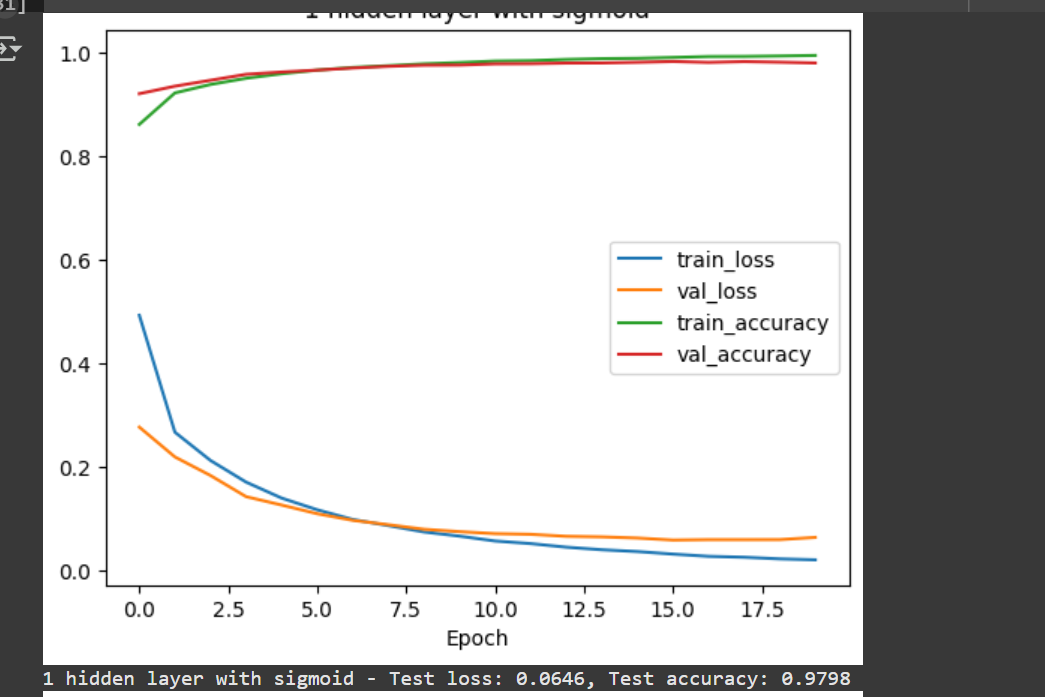 31]
1 hidden layer with sigmoid
1.0
0.8
0.6
0.4
0.2
0.0
train_loss
val_loss
train_accuracy
val_accuracy
0.0 2.5 5.0 7.5 10.0 12.5 15.0 17.5
Epoch
1 hidden layer with sigmoid - Test loss: 0.0646, Test accuracy: 0.9798